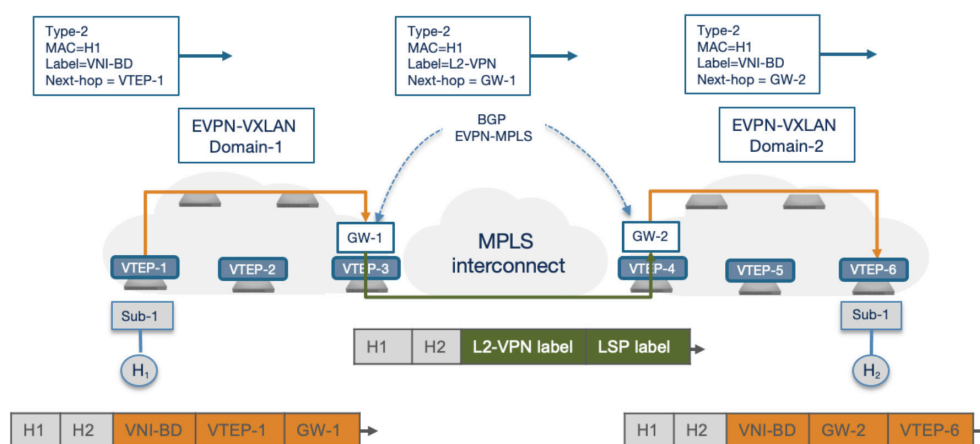 Type-2
MAC=H1
Label=VNI-BD
Next-hop = VTEP-1
Type-2
MAC=H1
Label=L2-VPN
Next-hop = GW-1
Type-2
MAC=H1
Label=VNI-BD
Next-hop = GW-2
EVPN-VXLAN
Domain-1
BGP
EVPN-MPLS
EVPN-VXLAN
Domain-2
GW-1
MPLS
interconnect
GW-2
VTEP-1
VTEP-2
VTEP-3
VTEP-4
VTEP-5
VTEP-6
Sub-1
Sub-1
H1 H2 L2-VPN label LSP label
H₁
H₂
H1 H2 VNI-BD VTEP-1 GW-1
H1 H2 VNI-BD GW-2 VTEP-6